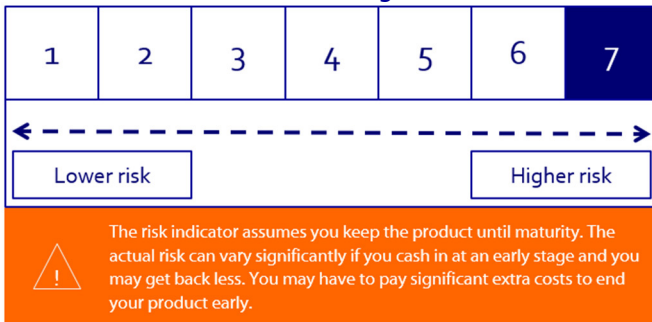 1 2 3 4 5 6 7
Lower risk Higher risk
The risk indicator assumes you keep the product until maturity. The
actual risk can vary significantly if you cash in at an early stage and you
may get back less. You may have to pay significant extra costs to end
your product early.
!